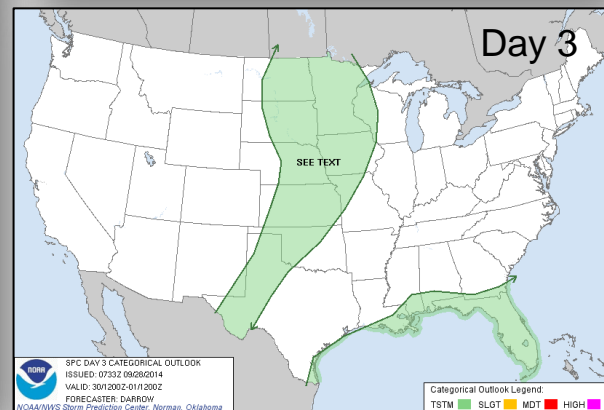 Day 3
SEE TEXT
NOAA
SPC DAY 3 CATEGORICAL OUTLOOK
ISSUED: 0733Z 09/28/2014
VALID: 30/1200Z-01/1200Z
FORECASTER: DARROW
NOAA/NWS Storm Prediction Center, Norman, Oklahoma
Categorical Outlook Legend:
TSTM SLGT MDT HIGH